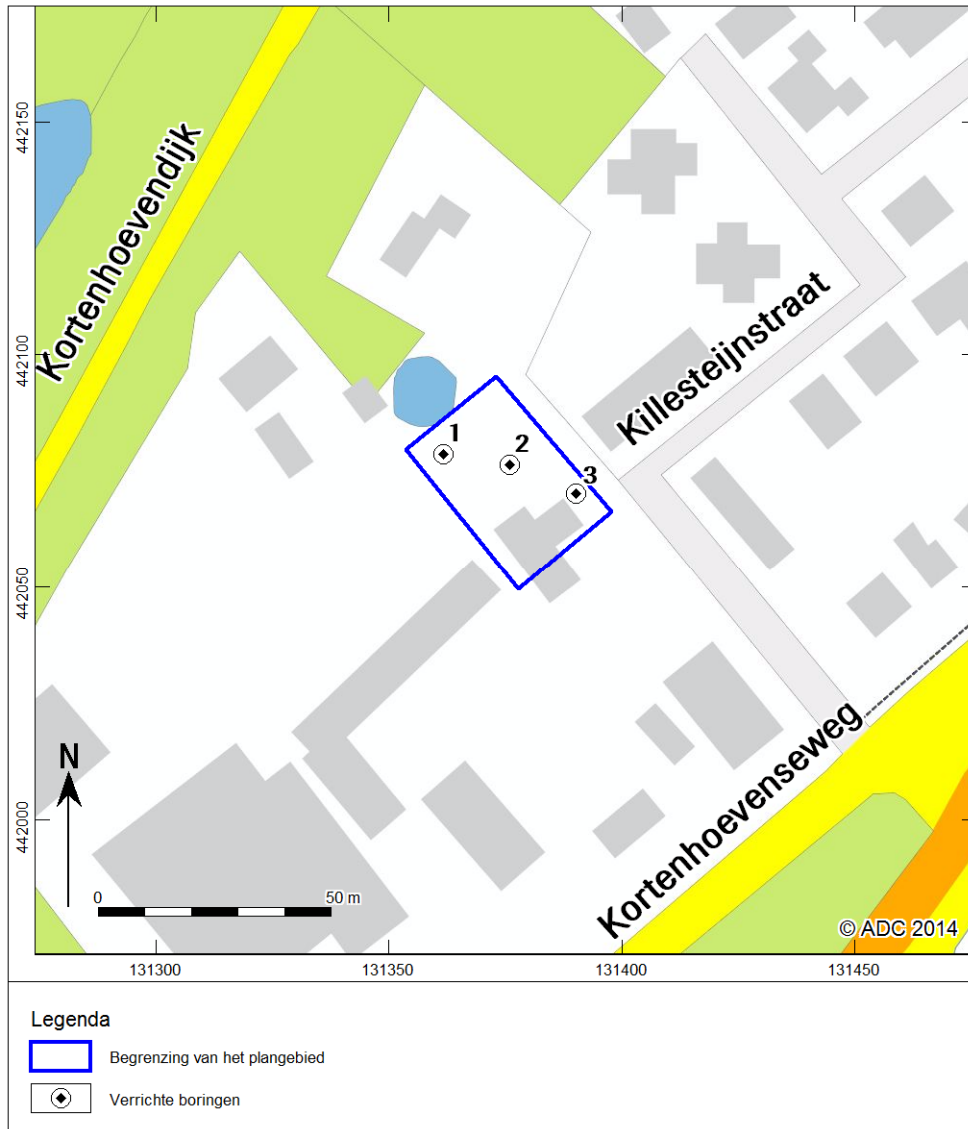 442150
442100
442050
442000
Kortenhoevendijk
Killesteijnstraat
1
2
3
N
0 50 m
Kortenhoevenseweg
© ADC 2014
131300 131350 131400 131450
Legenda
Begrenzing van het plangebied
Verrichte boringen